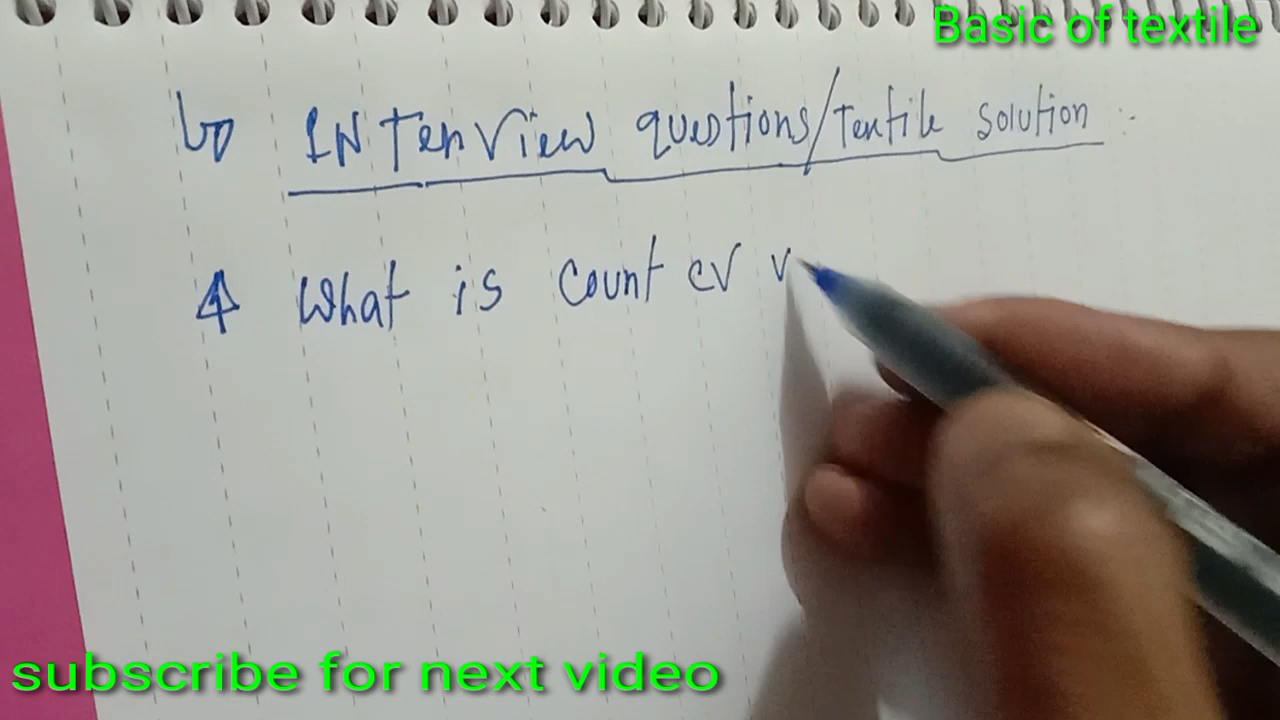 Basic of textile
INTerView questions/Textile solution :
What is Count CV v
subscribe for next video